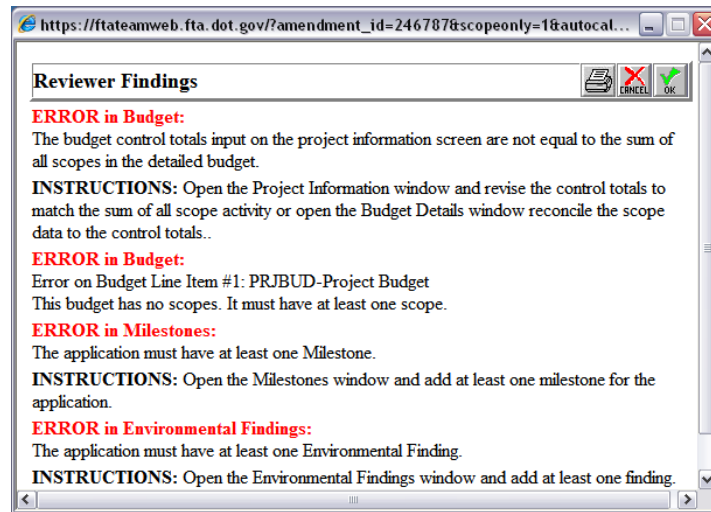 https://ftateamweb.fta.dot.gov/?amendment_id=246787&scopeonly=1&autocal...
Reviewer Findings
CANCEL
OK
ERROR in Budget:
The budget control totals input on the project information screen are not equal to the sum of
all scopes in the detailed budget.
INSTRUCTIONS: Open the Project Information window and revise the control totals to
match the sum of all scope activity or open the Budget Details window reconcile the scope
data to the control totals..
ERROR in Budget:
Error on Budget Line Item #1: PRJBUD-Project Budget
This budget has no scopes. It must have at least one scope.
ERROR in Milestones:
The application must have at least one Milestone.
INSTRUCTIONS: Open the Milestones window and add at least one milestone for the
application.
ERROR in Environmental Findings:
The application must have at least one Environmental Finding.
INSTRUCTIONS: Open the Environmental Findings window and add at least one finding.